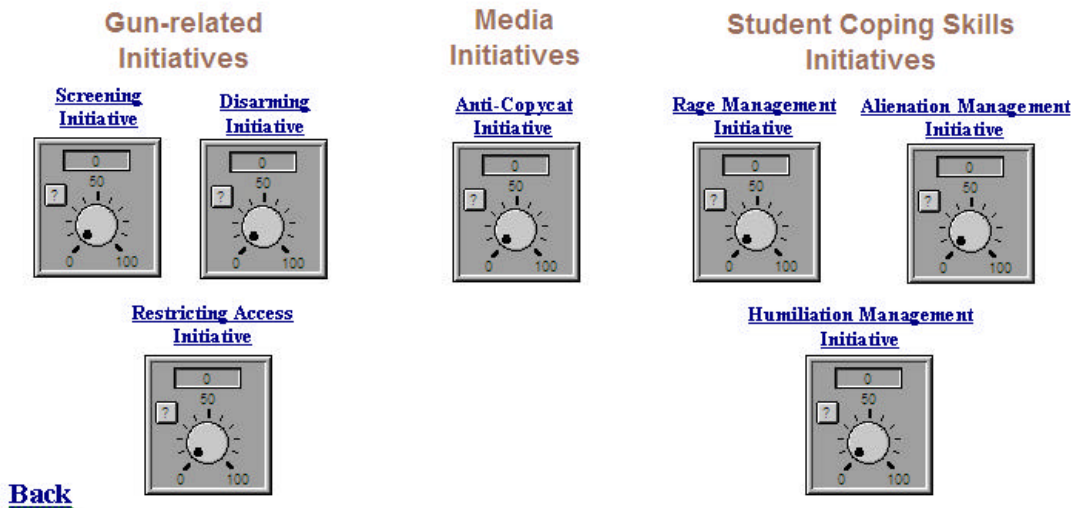 Gun-related
Initiatives
Media
Initiatives
Student Coping Skills
Initiatives
Screening
Initiative
Disarming
Initiative
Anti-Copycat
Initiative
Rage Management
Initiative
Alienation Management
Initiative
0
50
?
0 100
0
50
?
0 100
0
50
?
0 100
0
50
?
0 100
0
50
?
0 100
Restricting Access
Initiative
Humiliation Management
Initiative
0
50
?
0 100
0
50
?
0 100
Back